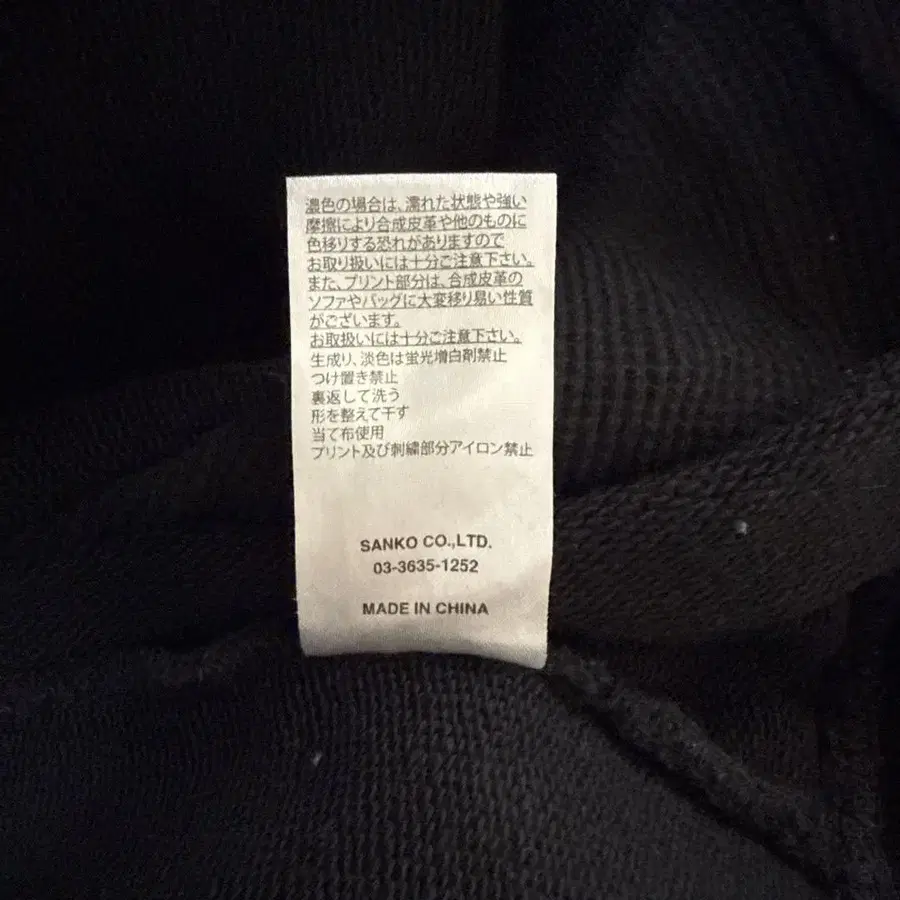 濃色の場合は、濡れた状態や強い
摩擦により合成皮革や他のものに
色移りする恐れがありますので
お取り扱いには十分ご注意下さい。
また、プリント部分は、合成皮革の
ソファやバッグに大変移り易い性質
がございます。
お取扱いには十分ご注意下さい。
生成り、淡色は蛍光増白剤禁止
つけ置き禁止
裏返して洗う
形を整えて干す
当て布使用
プリント及び刺繍部分アイロン禁止
SANKO CO.,LTD.
03-3635-1252
MADE IN CHINA